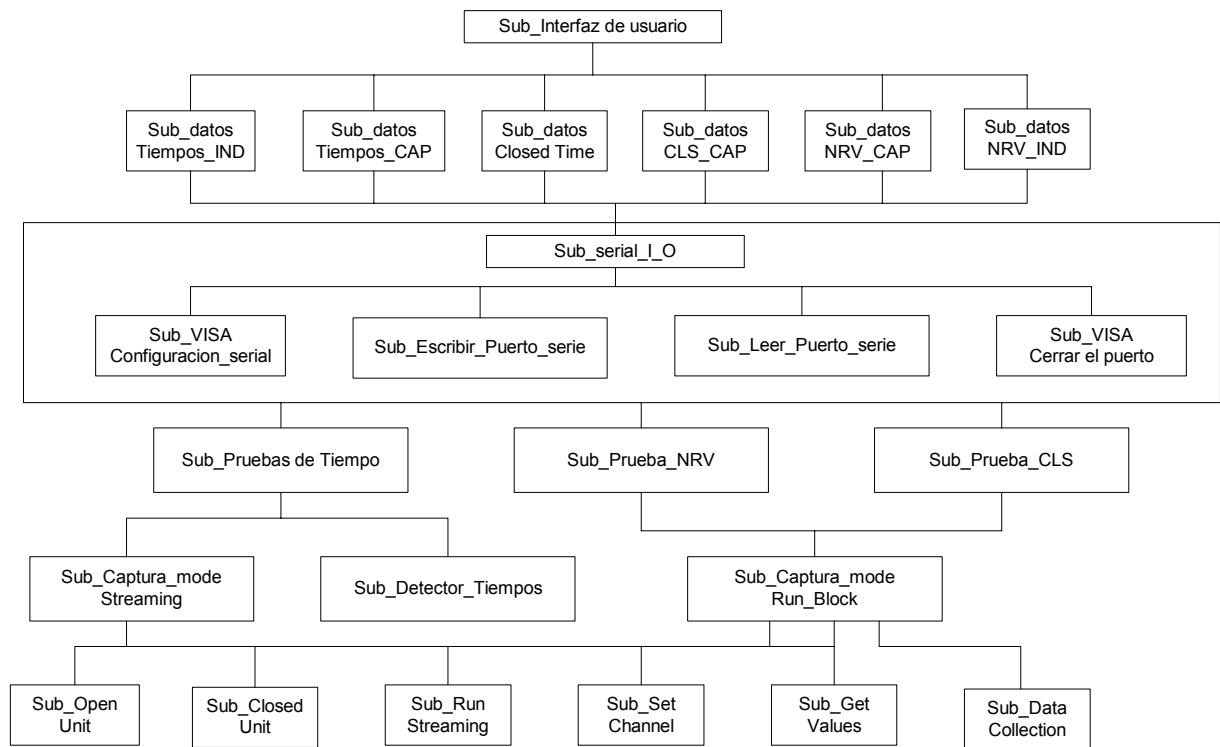 Sub_Interfaz de usuario
Sub_datos
Tiempos_IND
Sub_datos
Tiempos_CAP
Sub_datos
Closed Time
Sub_datos
CLS_CAP
Sub_datos
NRV_CAP
Sub_datos
NRV_IND
Sub_serial_I_O
Sub_VISA
Configuracion_serial
Sub_Escribir_Puerto_serie
Sub_Leer_Puerto_serie
Sub_VISA
Cerrar el puerto
Sub_Pruebas de Tiempo
Sub_Prueba_NRV
Sub_Prueba_CLS
Sub_Captura_mode
Streaming
Sub_Detector_Tiempos
Sub_Captura_mode
Run_Block
Sub_Open
Unit
Sub_Closed
Unit
Sub_Run
Streaming
Sub_Set
Channel
Sub_Get
Values
Sub_Data
Collection